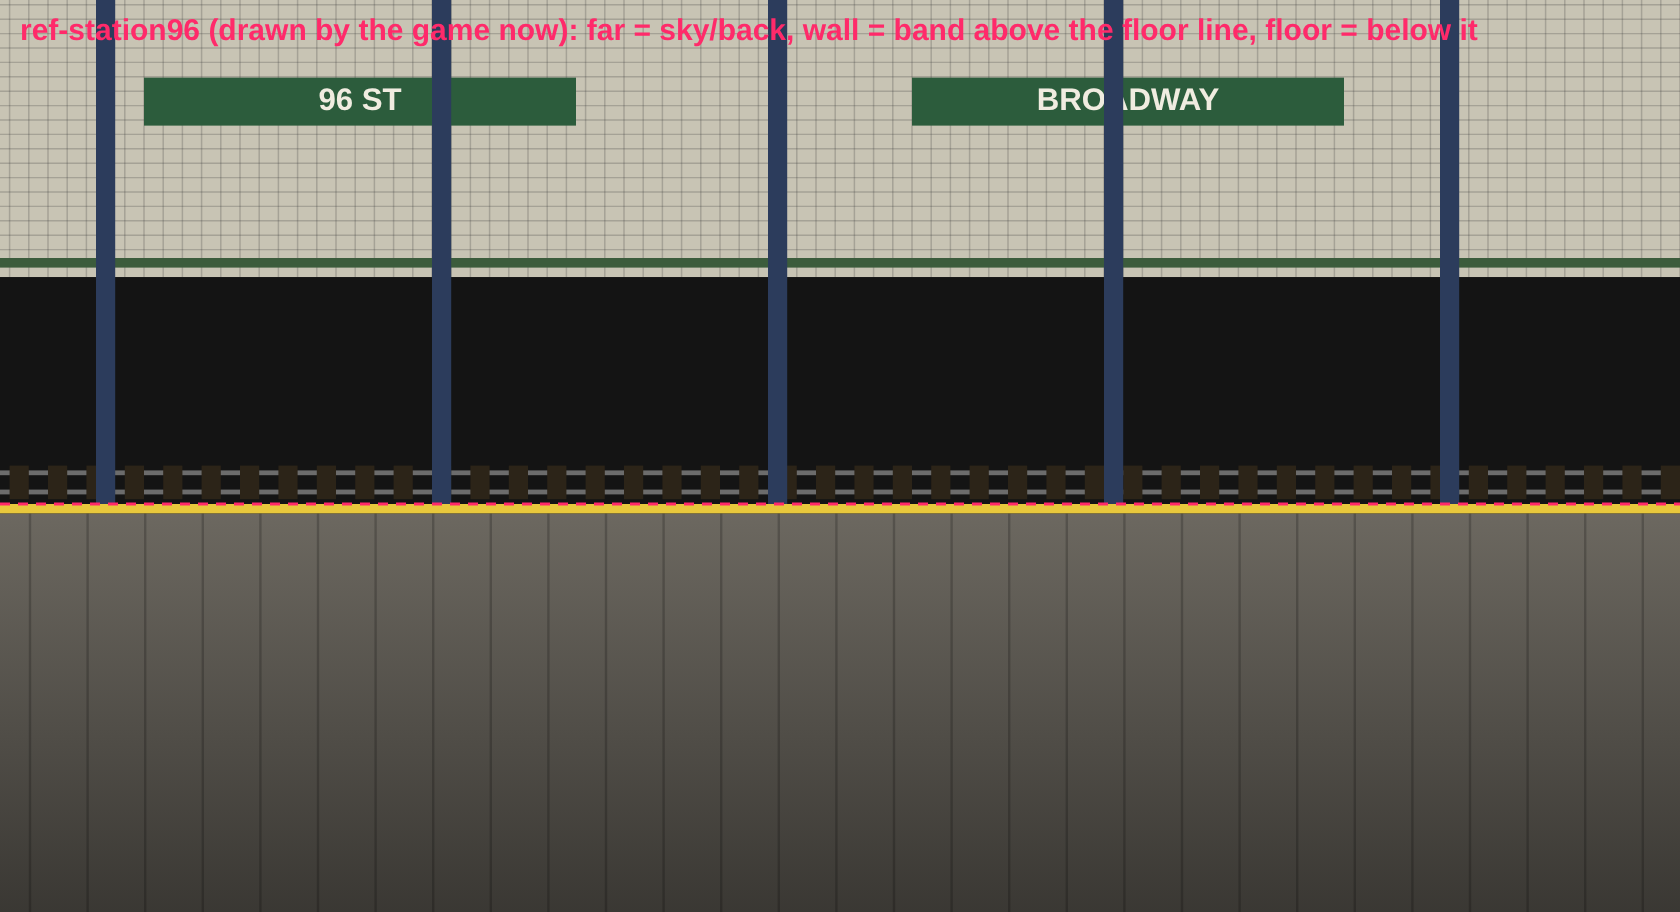 ref-station96 (drawn by the game now): far = sky/back, wall = band above the floor line, floor = below it
96 ST
BROADWAY